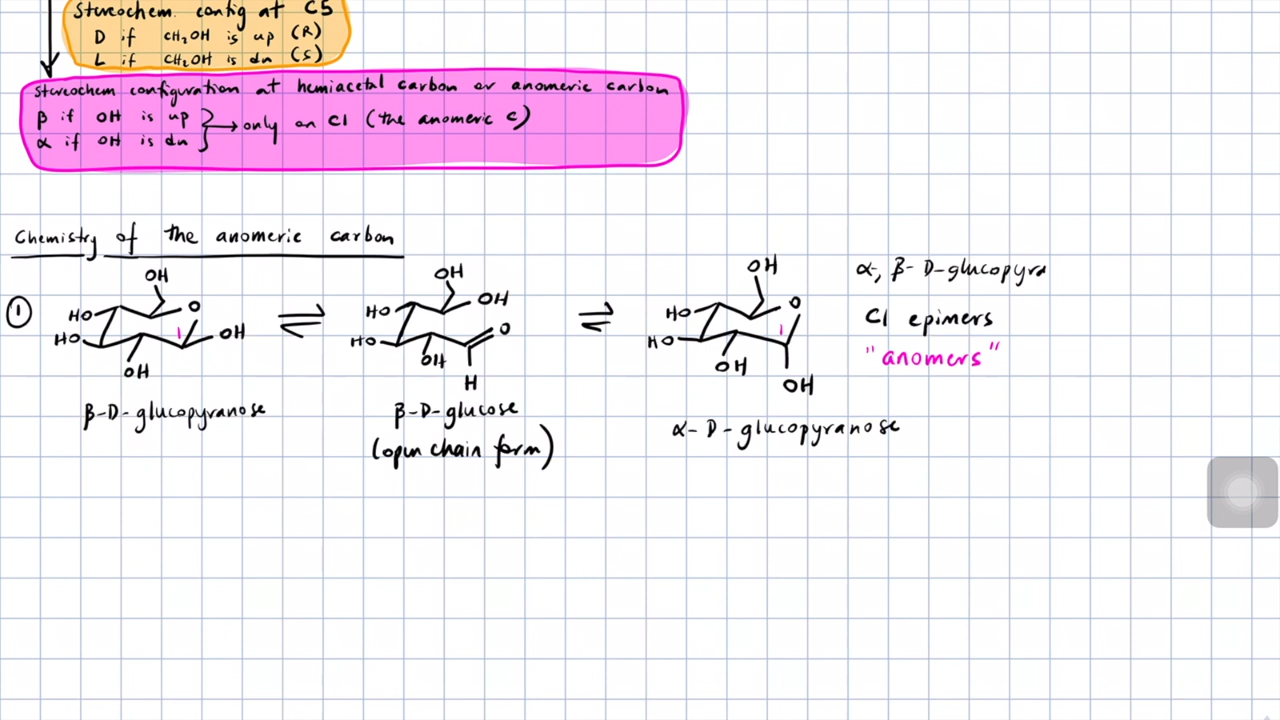 Stereochem. config at C5
D if CH₂OH is up (R)
L if CH₂OH is dn (S)
Stereochem configuration at hemiacetal carbon or anomeric carbon
β if OH is up
α if OH is dn
only on C1 (the anomeric C)
Chemistry of the anomeric carbon
1
OH
HO
O
HO
1
OH
OH
β-D-glucopyranose
OH
HO
OH
HO
O
OH
H
β-D-glucose
(open chain form)
OH
HO
O
HO
1
OH
OH
α-D-glucopyranose
α-, β-D-glucopyra
C1 epimers
"anomers"